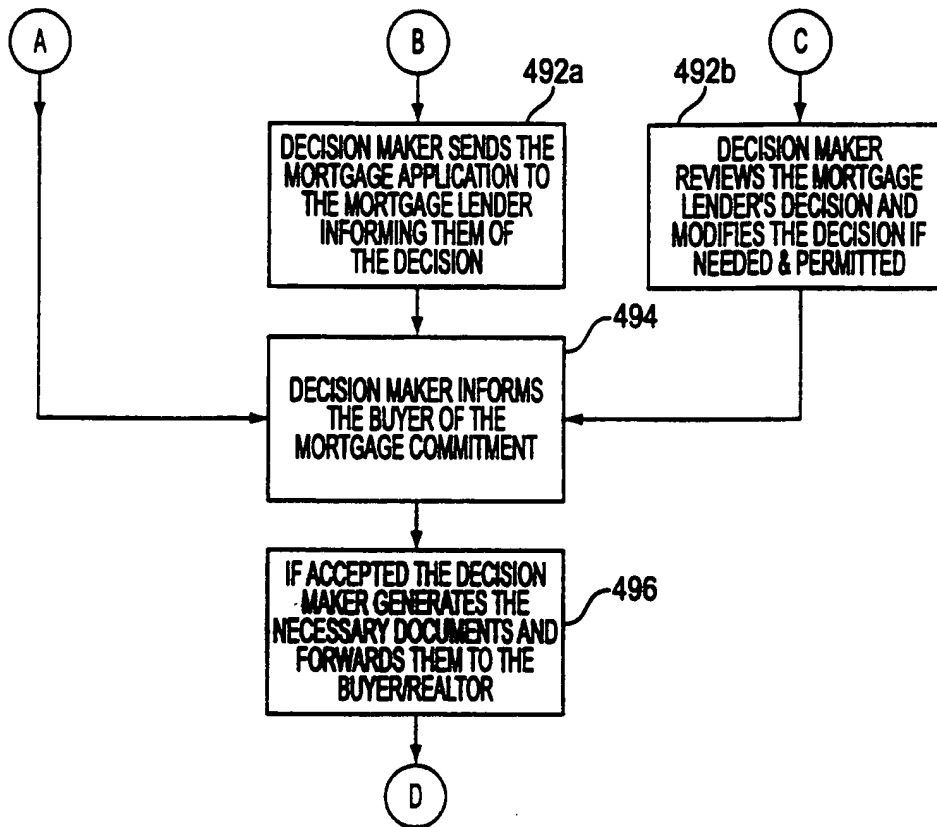 A
B
C
492a
492b
DECISION MAKER SENDS THE
MORTGAGE APPLICATION TO
THE MORTGAGE LENDER
INFORMING THEM OF
THE DECISION
DECISION MAKER
REVIEWS THE MORTGAGE
LENDER'S DECISION AND
MODIFIES THE DECISION IF
NEEDED & PERMITTED
494
DECISION MAKER INFORMS
THE BUYER OF THE
MORTGAGE COMMITMENT
496
IF ACCEPTED THE DECISION
MAKER GENERATES THE
NECESSARY DOCUMENTS AND
FORWARDS THEM TO THE
BUYER/REALTOR
D